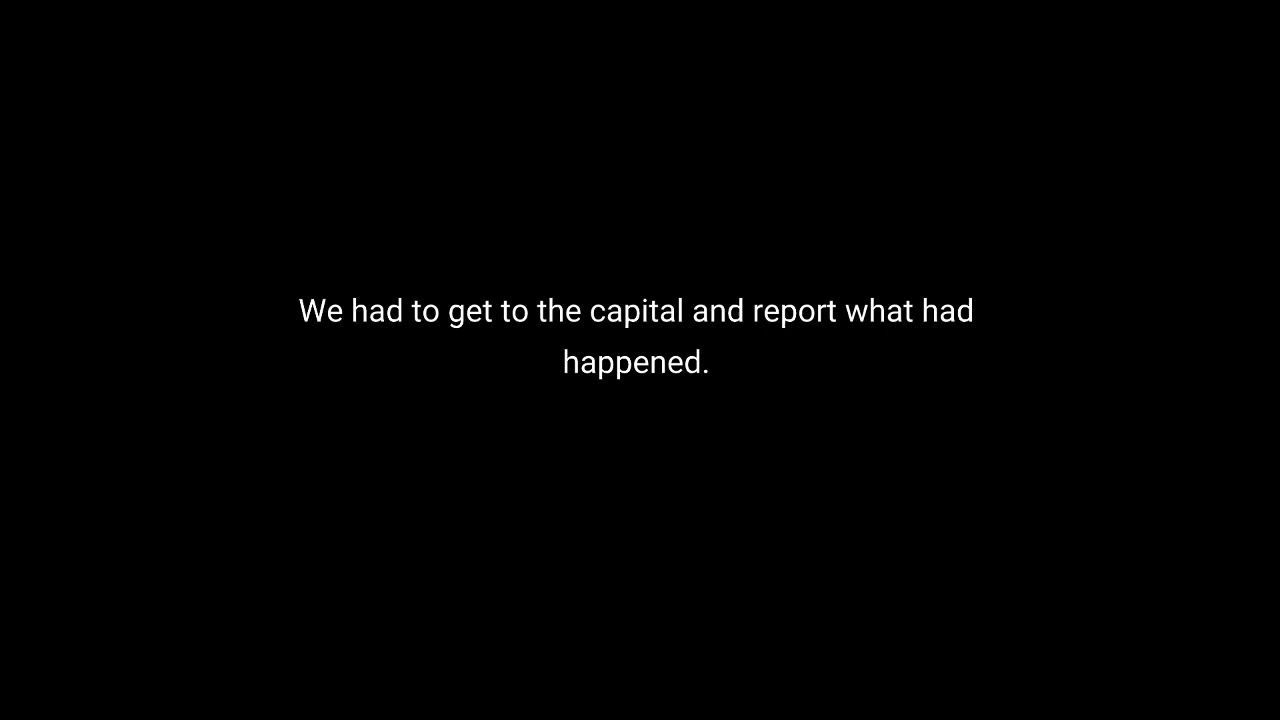 We had to get to the capital and report what had
happened.